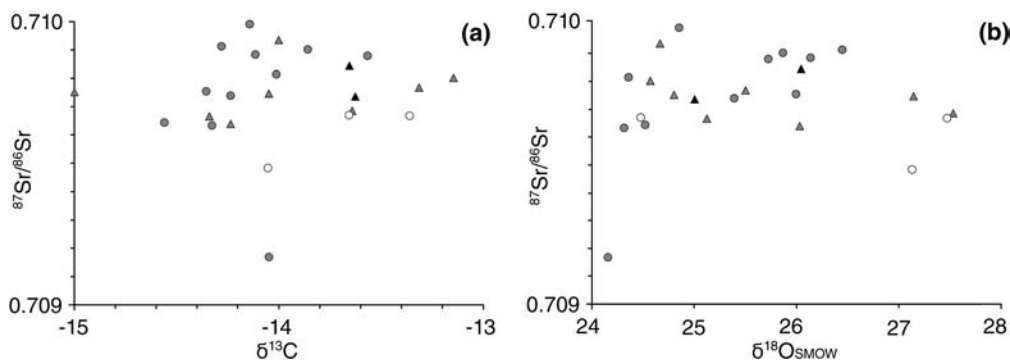 0.710
(a)
⁸⁷Sr/⁸⁶Sr
0.709
-15
-14
-13
δ¹³C
0.710
(b)
⁸⁷Sr/⁸⁶Sr
0.709
24
25
26
27
28
δ¹⁸OSMOW